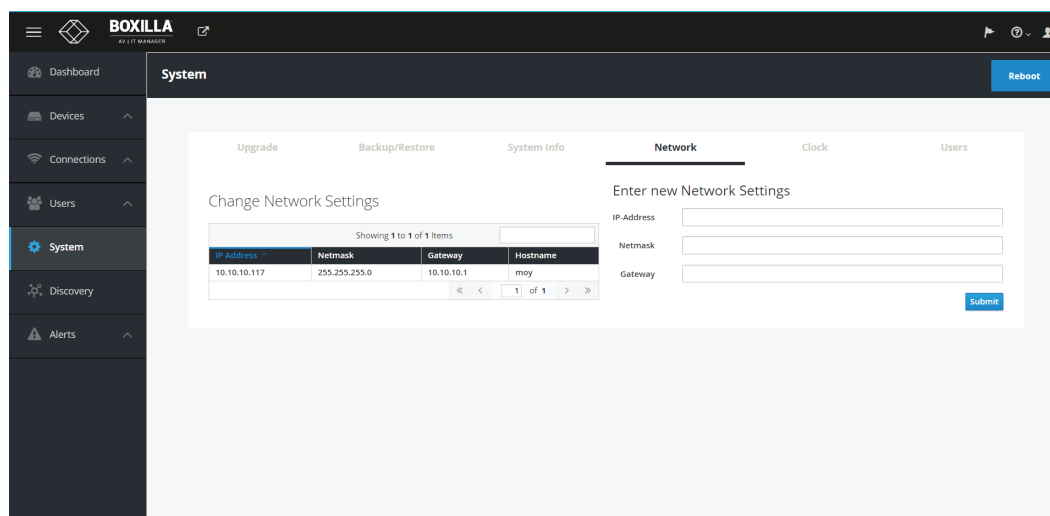 BOXILLA
AV | IT MANAGER
Dashboard
System
Reboot
Devices
Connections
Users
System
Discovery
Alerts
Upgrade
Backup/Restore
System Info
Network
Clock
Users
Change Network Settings
Showing 1 to 1 of 1 Items
IP Address
Netmask
Gateway
Hostname
10.10.10.117
255.255.255.0
10.10.10.1
moy
1 of 1
Enter new Network Settings
IP-Address
Netmask
Gateway
Submit